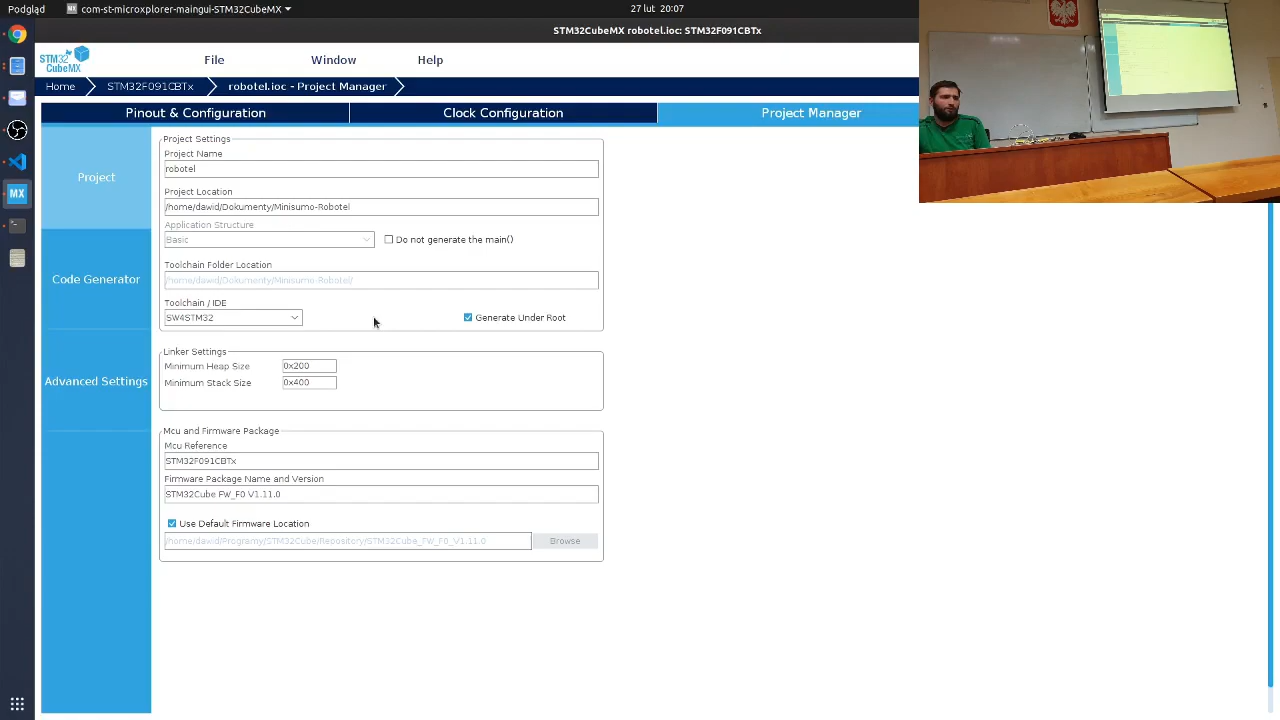 Podgląd
com-st-microxplorer-maingui-STM32CubeMX
27 lut 20:07
STM32CubeMX robotel.ioc: STM32F091CBTx
STM32 CubeMX
File
Window
Help
Home
STM32F091CBTx
robotel.ioc - Project Manager
Pinout & Configuration
Clock Configuration
Project Manager
Project
Code Generator
Advanced Settings
Project Settings
Project Name
robotel
Project Location
/home/dawid/Dokumenty/Minisumo-Robotel
Application Structure
Basic
Do not generate the main()
Toolchain Folder Location
/home/dawid/Dokumenty/Minisumo-Robotel/
Toolchain / IDE
SW4STM32
Generate Under Root
Linker Settings
Minimum Heap Size
0x200
Minimum Stack Size
0x400
Mcu and Firmware Package
Mcu Reference
STM32F091CBTx
Firmware Package Name and Version
STM32Cube FW_F0 V1.11.0
Use Default Firmware Location
/home/dawid/Programy/STM32Cube/Repository/STM32Cube_FW_F0_V1.11.0
Browse
MX